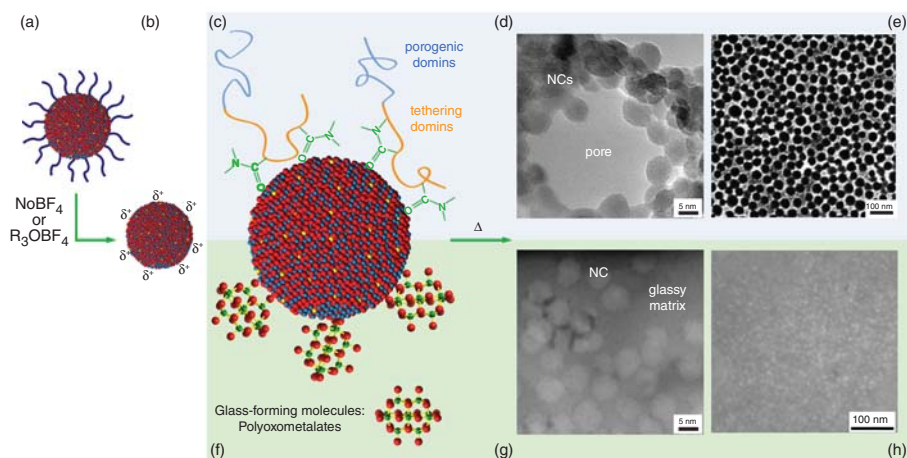 (a)
(b)
(c)
(d)
(e)
porogenic
domins
tethering
domins
NCs
pore
5 nm
100 nm
NoBF4
or
R3OBF4
δ+
δ+
δ+
δ+
δ+
δ+
δ+
N
C
O
N
C
O
N
C
O
N
C
O
Δ
NC
glassy
matrix
5 nm
100 nm
Glass-forming molecules:
Polyoxometalates
(f)
(g)
(h)